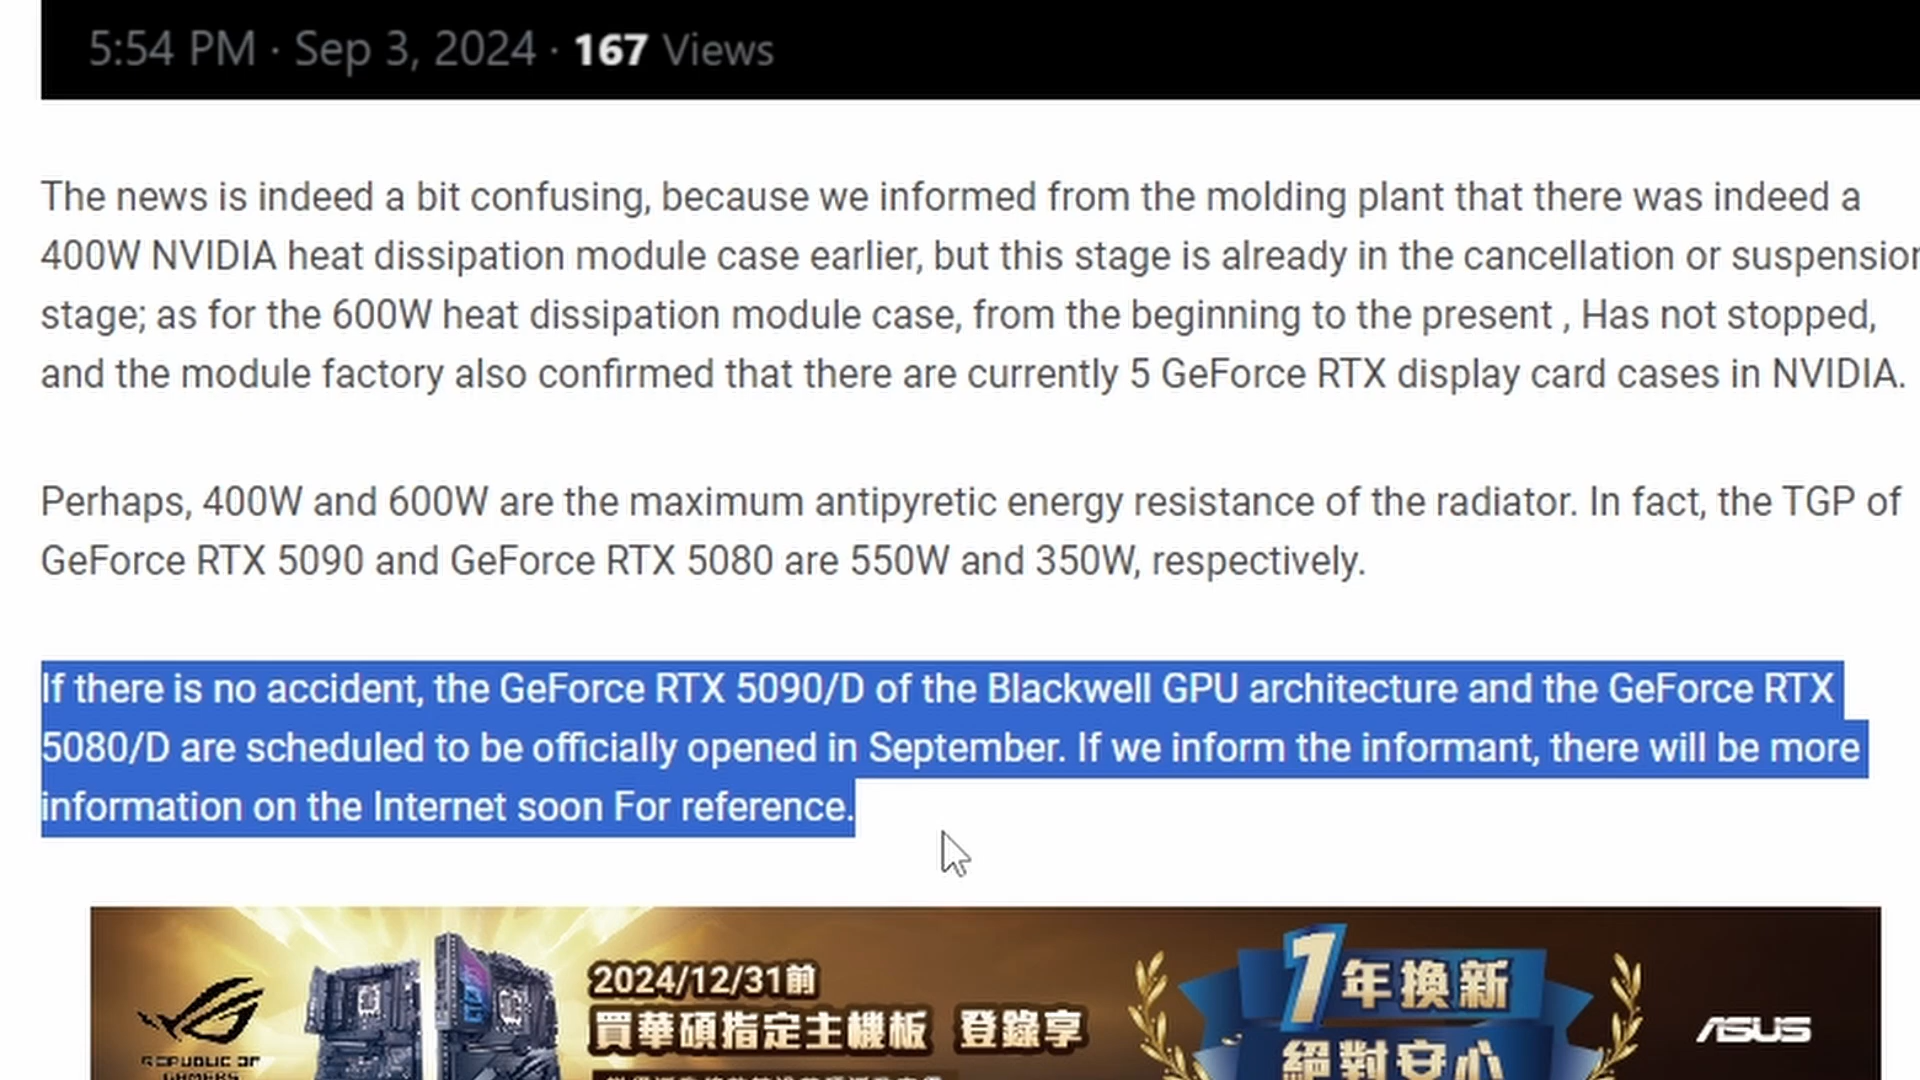 5:54 PM · Sep 3, 2024 · 167 Views
The news is indeed a bit confusing, because we informed from the molding plant that there was indeed a
400W NVIDIA heat dissipation module case earlier, but this stage is already in the cancellation or suspension
stage; as for the 600W heat dissipation module case, from the beginning to the present , Has not stopped,
and the module factory also confirmed that there are currently 5 GeForce RTX display card cases in NVIDIA.
Perhaps, 400W and 600W are the maximum antipyretic energy resistance of the radiator. In fact, the TGP of
GeForce RTX 5090 and GeForce RTX 5080 are 550W and 350W, respectively.
If there is no accident, the GeForce RTX 5090/D of the Blackwell GPU architecture and the GeForce RTX
5080/D are scheduled to be officially opened in September. If we inform the informant, there will be more
information on the Internet soon For reference.
REPUBLIC OF
GAMERS
2024/12/31前
買華碩指定主機板 登錄享
1年換新
絕對安心
ASUS